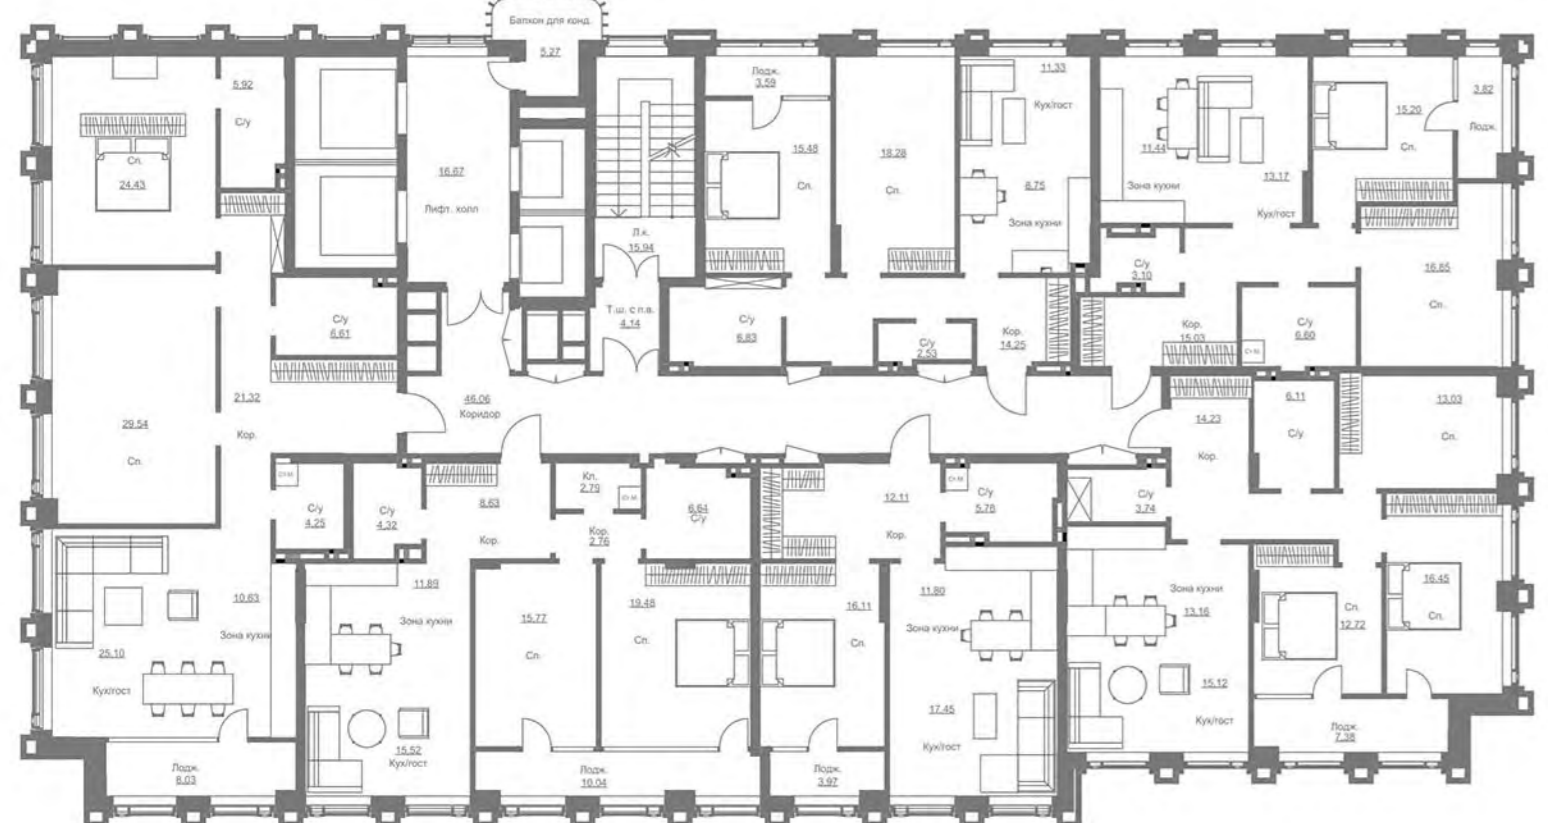 Балкон для конд.
5.27
5.92
С/у
Сп.
24.43
16.67
Лифт. холл
Л.к.
15.94
Лодж.
3.59
15.48
Сп.
18.28
Сп.
11.33
Кух/гост
8.75
Зона кухни
11.44
Зона кухни
13.17
Кух/гост
15.20
Сп.
3.82
Лодж.
С/у
3.10
16.85
Сп.
С/у
6.61
Т.ш. с п.в.
4.14
С/у
6.83
С/у
2.53
Кор.
14.25
Кор.
15.03
С/у
6.60
Ст.М.
29.54
Сп.
21.32
Кор.
46.06
Коридор
14.23
Кор.
6.11
С/у
13.03
Сп.
Ст.М.
С/у
4.25
С/у
4.32
8.63
Кор.
Кл.
2.79
Ст.М.
Кор.
2.76
6.64
С/у
12.11
Кор.
Ст.М.
С/у
5.78
С/у
3.74
10.63
Зона кухни
25.10
Кух/гост
11.89
Зона кухни
15.77
Сп.
19.48
Сп.
16.11
Сп.
11.80
Зона кухни
Зона кухни
13.16
Сп.
12.72
16.45
Сп.
15.52
Кух/гост
17.45
Кух/гост
15.12
Кух/гост
Лодж.
8.03
Лодж.
10.04
Лодж.
3.97
Лодж.
7.38